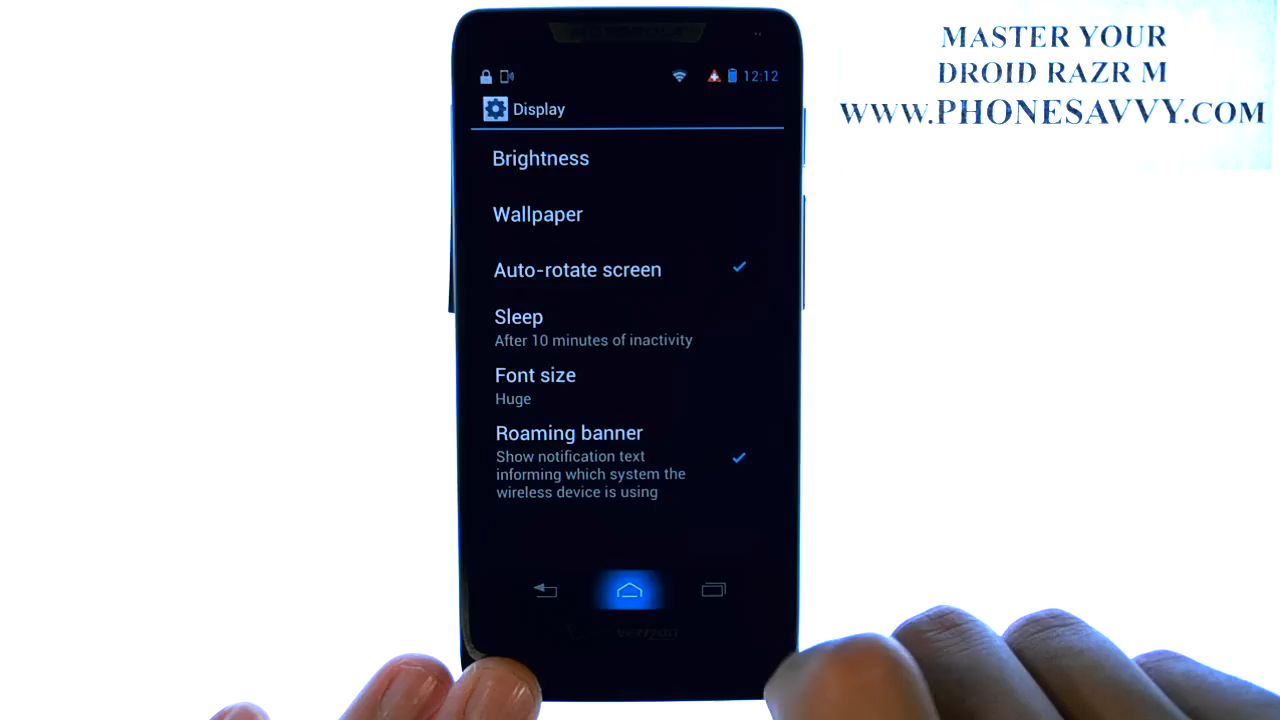 MASTER YOUR
DROID RAZR M
WWW.PHONESAVVY.COM
12:12
Display
Brightness
Wallpaper
Auto-rotate screen
Sleep
After 10 minutes of inactivity
Font size
Huge
Roaming banner
Show notification text
informing which system the
wireless device is using
verizon